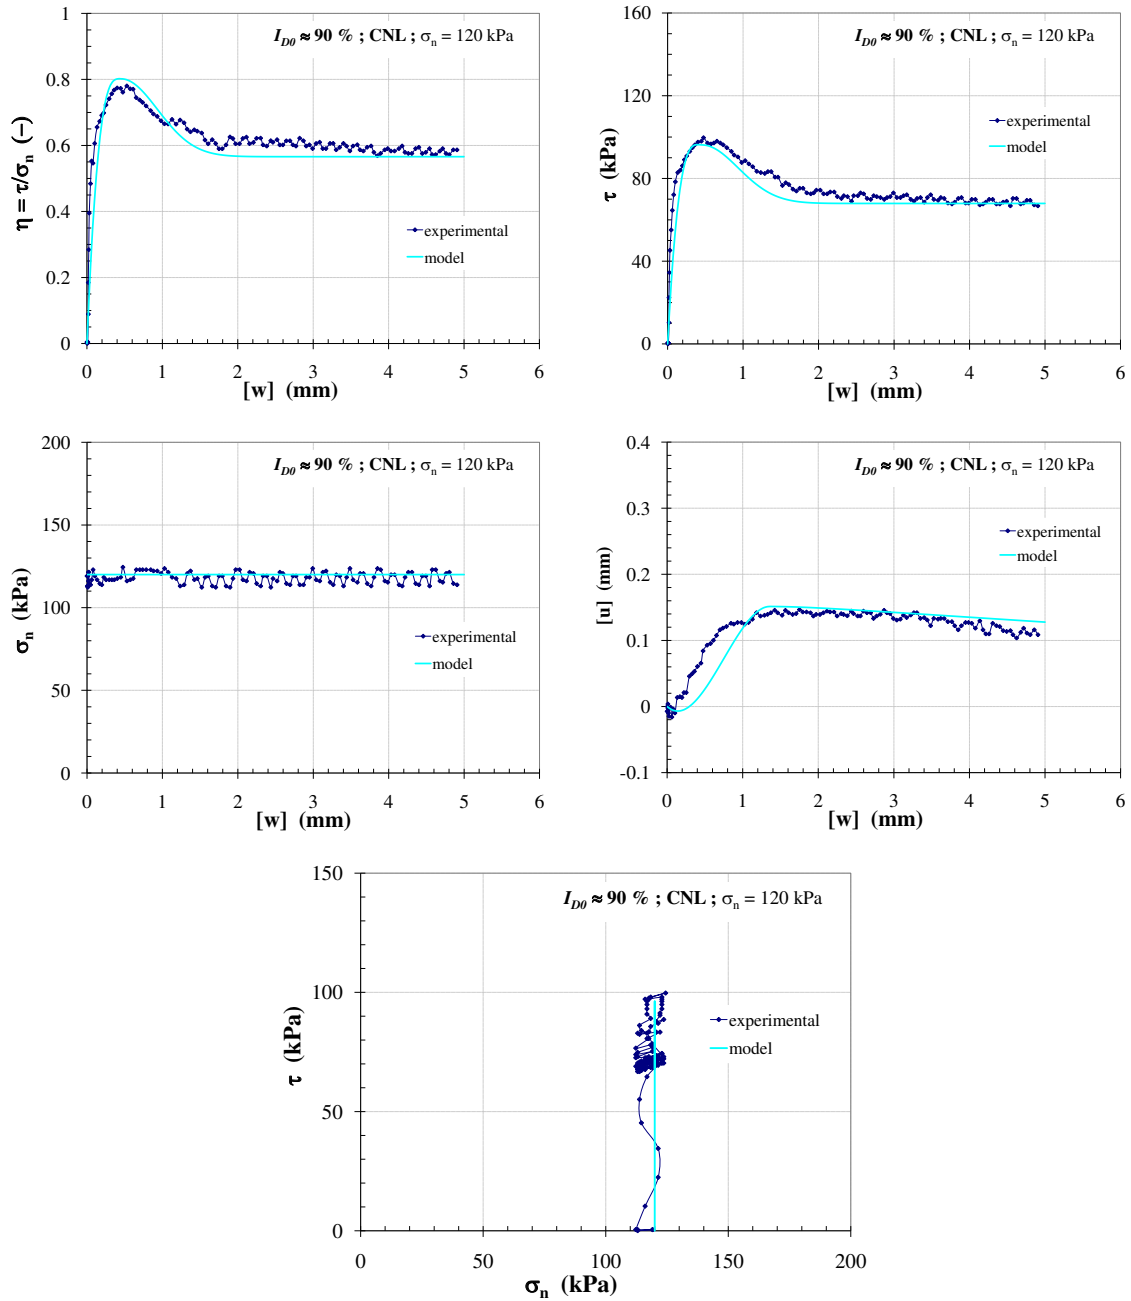 1
0.8
0.6
0.4
0.2
0
0 1 2 3 4 5 6
η = τ/σn (–)
[w] (mm)
ID0 ≈ 90 % ; CNL ; σn = 120 kPa
experimental
model
160
120
80
40
0
0 1 2 3 4 5 6
τ (kPa)
[w] (mm)
ID0 ≈ 90 % ; CNL ; σn = 120 kPa
experimental
model
200
150
100
50
0
0 1 2 3 4 5 6
σn (kPa)
[w] (mm)
ID0 ≈ 90 % ; CNL ; σn = 120 kPa
experimental
model
0.4
0.3
0.2
0.1
0
-0.1
0 1 2 3 4 5 6
[u] (mm)
[w] (mm)
ID0 ≈ 90 % ; CNL ; σn = 120 kPa
experimental
model
150
100
50
0
0 50 100 150 200
τ (kPa)
σn (kPa)
ID0 ≈ 90 % ; CNL ; σn = 120 kPa
experimental
model